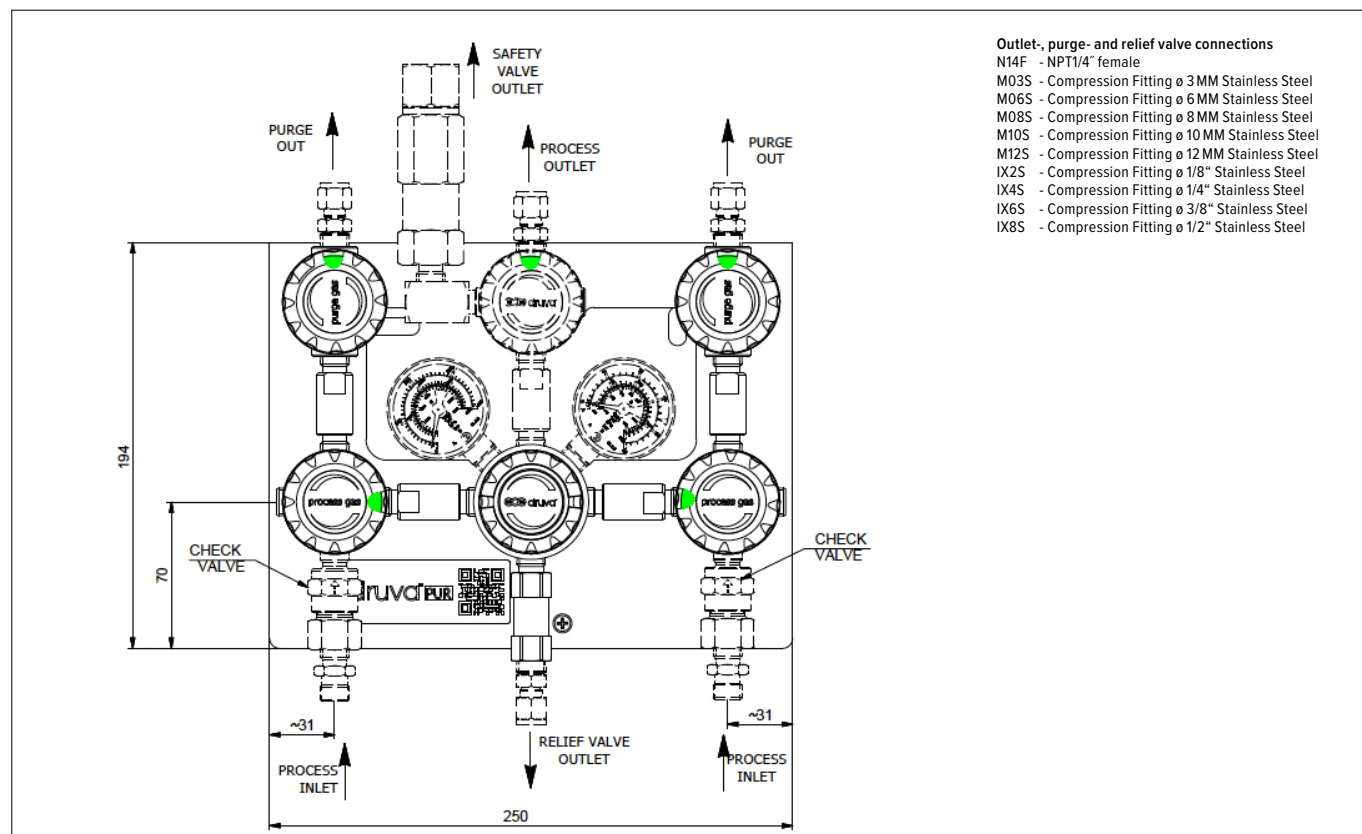 SAFETY
VALVE
OUTLET
PURGE
OUT
PROCESS
OUTLET
PURGE
OUT
purge gas
druva
purge gas
194
process gas
druva
process gas
CHECK
VALVE
CHECK
VALVE
70
druva PUR
~31
~31
RELIEF VALVE
OUTLET
PROCESS
INLET
PROCESS
INLET
250
Outlet-, purge- and relief valve connections
N14F - NPT1/4˝ female
M03S - Compression Fitting ø 3 MM Stainless Steel
M06S - Compression Fitting ø 6 MM Stainless Steel
M08S - Compression Fitting ø 8 MM Stainless Steel
M10S - Compression Fitting ø 10 MM Stainless Steel
M12S - Compression Fitting ø 12 MM Stainless Steel
IX2S - Compression Fitting ø 1/8“ Stainless Steel
IX4S - Compression Fitting ø 1/4“ Stainless Steel
IX6S - Compression Fitting ø 3/8“ Stainless Steel
IX8S - Compression Fitting ø 1/2“ Stainless Steel